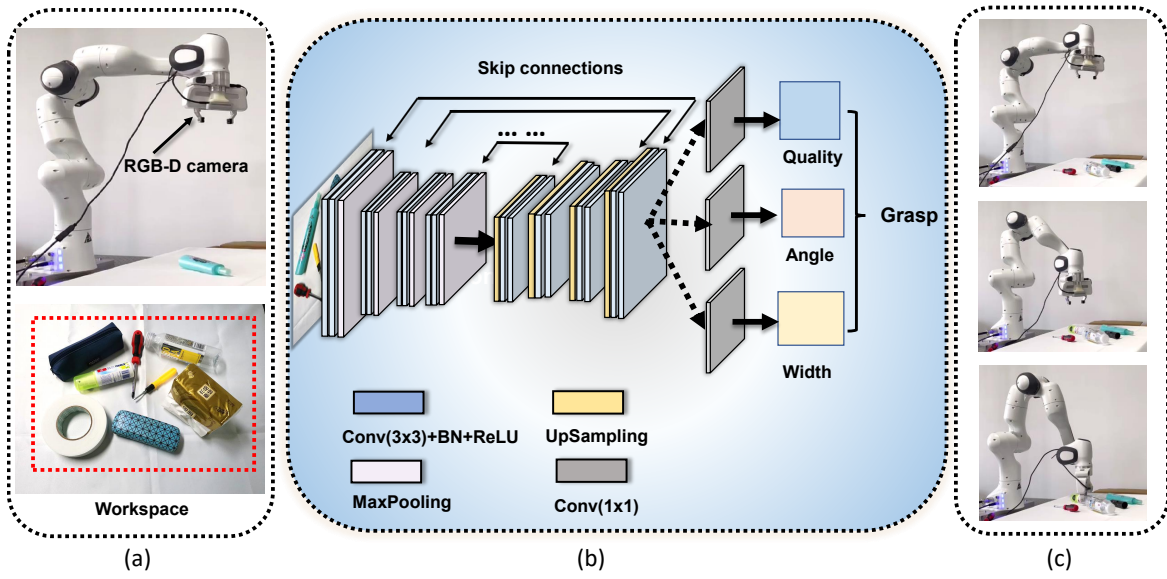 RGB-D camera
Workspace
(a)
Skip connections
... ...
Quality
Angle
Width
Grasp
Conv(3x3)+BN+ReLU
UpSampling
MaxPooling
Conv(1x1)
(b)
(c)